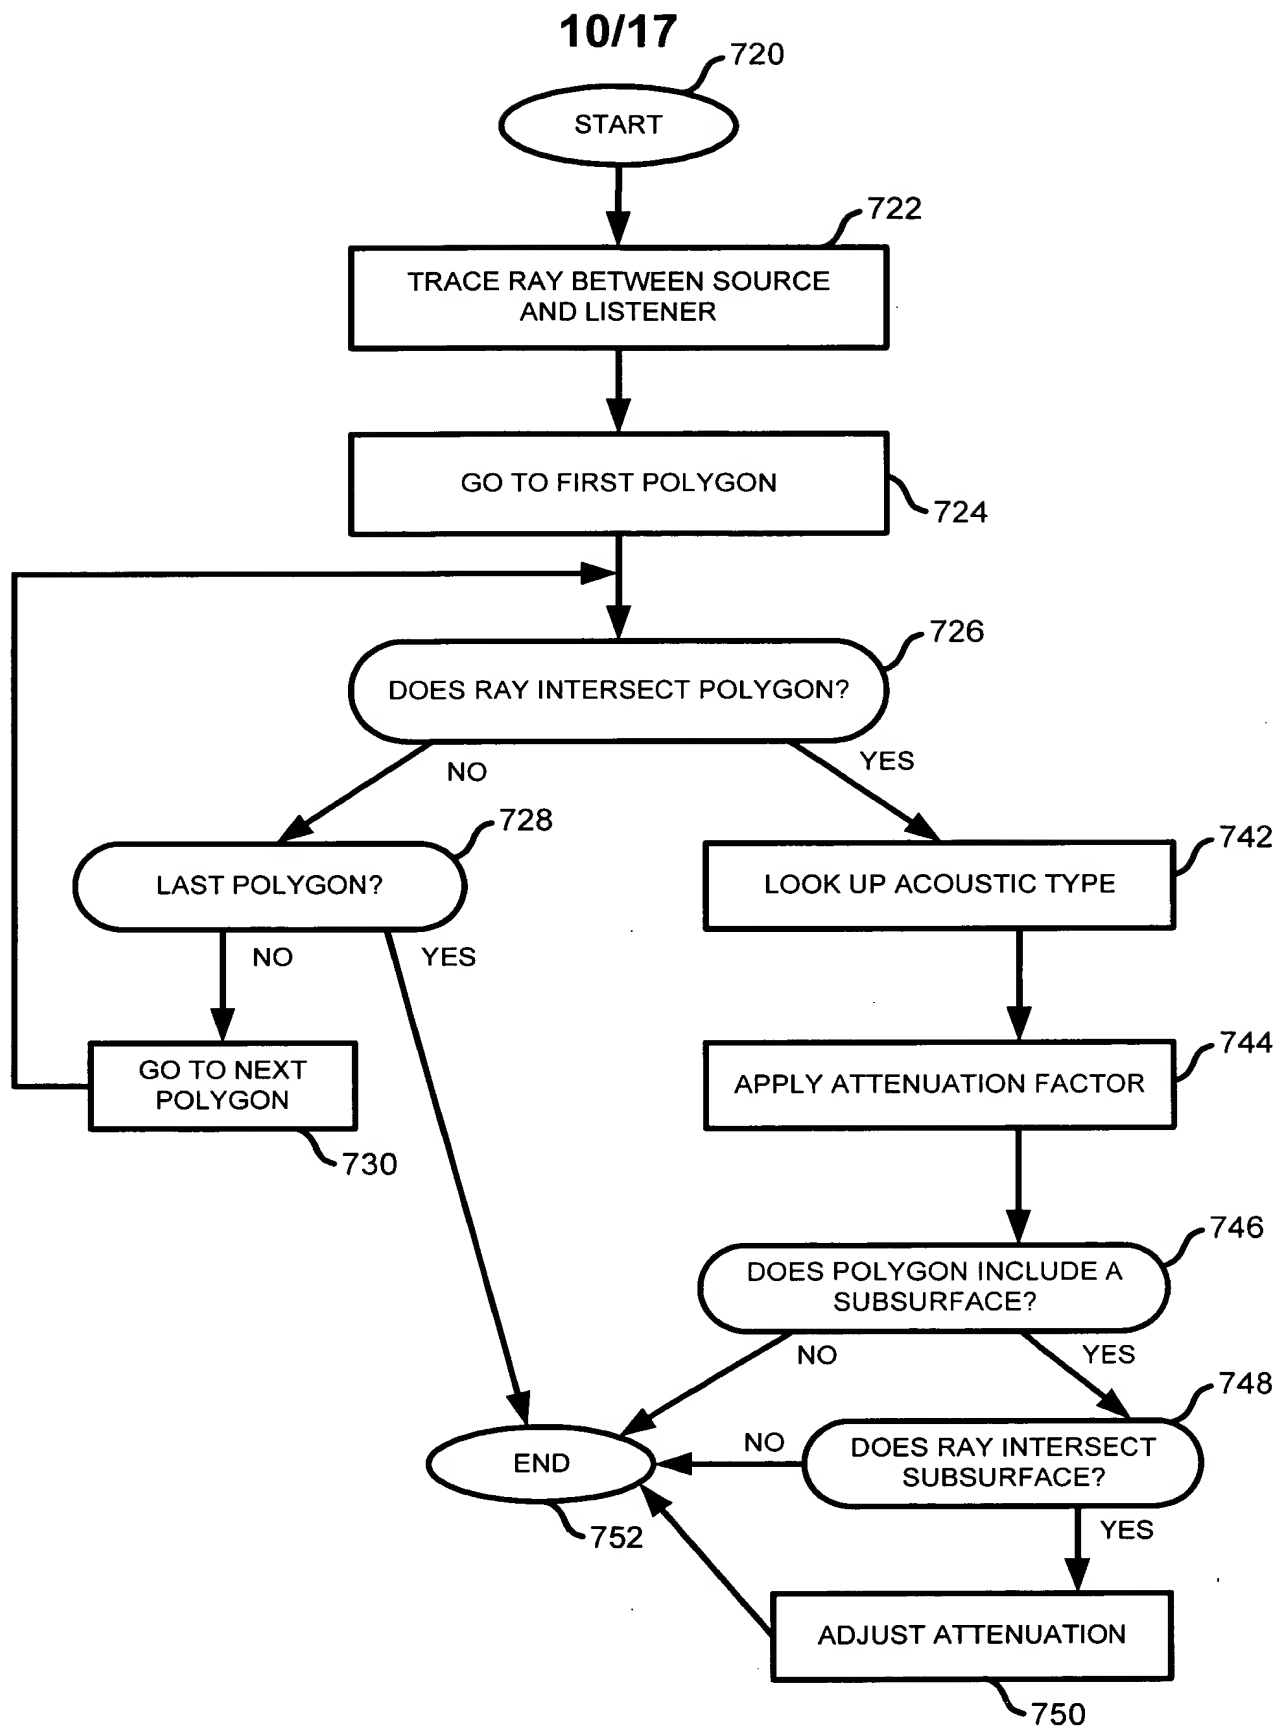 10/17
720
START
722
TRACE RAY BETWEEN SOURCE
AND LISTENER
GO TO FIRST POLYGON
724
726
DOES RAY INTERSECT POLYGON?
NO
YES
728
LAST POLYGON?
742
LOOK UP ACOUSTIC TYPE
NO
YES
GO TO NEXT
POLYGON
730
744
APPLY ATTENUATION FACTOR
746
DOES POLYGON INCLUDE A
SUBSURFACE?
NO
YES
748
DOES RAY INTERSECT
SUBSURFACE?
NO
END
752
YES
ADJUST ATTENUATION
750